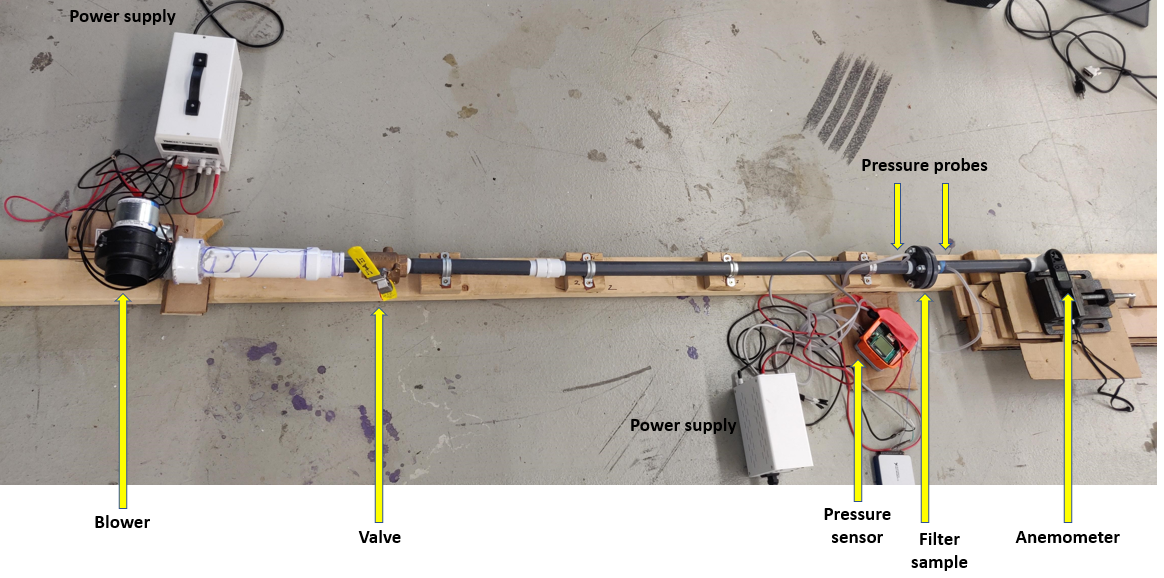 Power supply
Pressure probes
Power supply
Blower
Valve
Pressure
sensor
Filter
sample
Anemometer